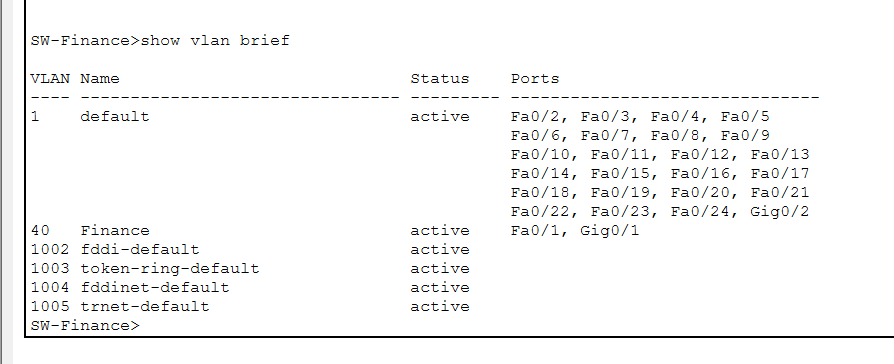 SW-Finance>show vlan brief
VLAN Name                             Status    Ports
---- -------------------------------- --------- -------------------------------
1    default                          active    Fa0/2, Fa0/3, Fa0/4, Fa0/5
                                                Fa0/6, Fa0/7, Fa0/8, Fa0/9
                                                Fa0/10, Fa0/11, Fa0/12, Fa0/13
                                                Fa0/14, Fa0/15, Fa0/16, Fa0/17
                                                Fa0/18, Fa0/19, Fa0/20, Fa0/21
                                                Fa0/22, Fa0/23, Fa0/24, Gig0/2
40   Finance                          active    Fa0/1, Gig0/1
1002 fddi-default                     active
1003 token-ring-default               active
1004 fddinet-default                  active
1005 trnet-default                    active
SW-Finance>